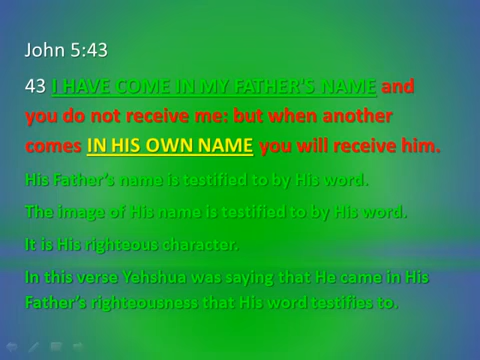 John 5:43
43 I HAVE COME IN MY FATHER'S NAME and
you do not receive me: but when another
comes IN HIS OWN NAME you will receive him.
His Father's name is testified to by His word.
The image of His name is testified to by His word.
It is His righteous character.
In this verse Yehshua was saying that He came in His
Father's righteousness that His word testifies to.